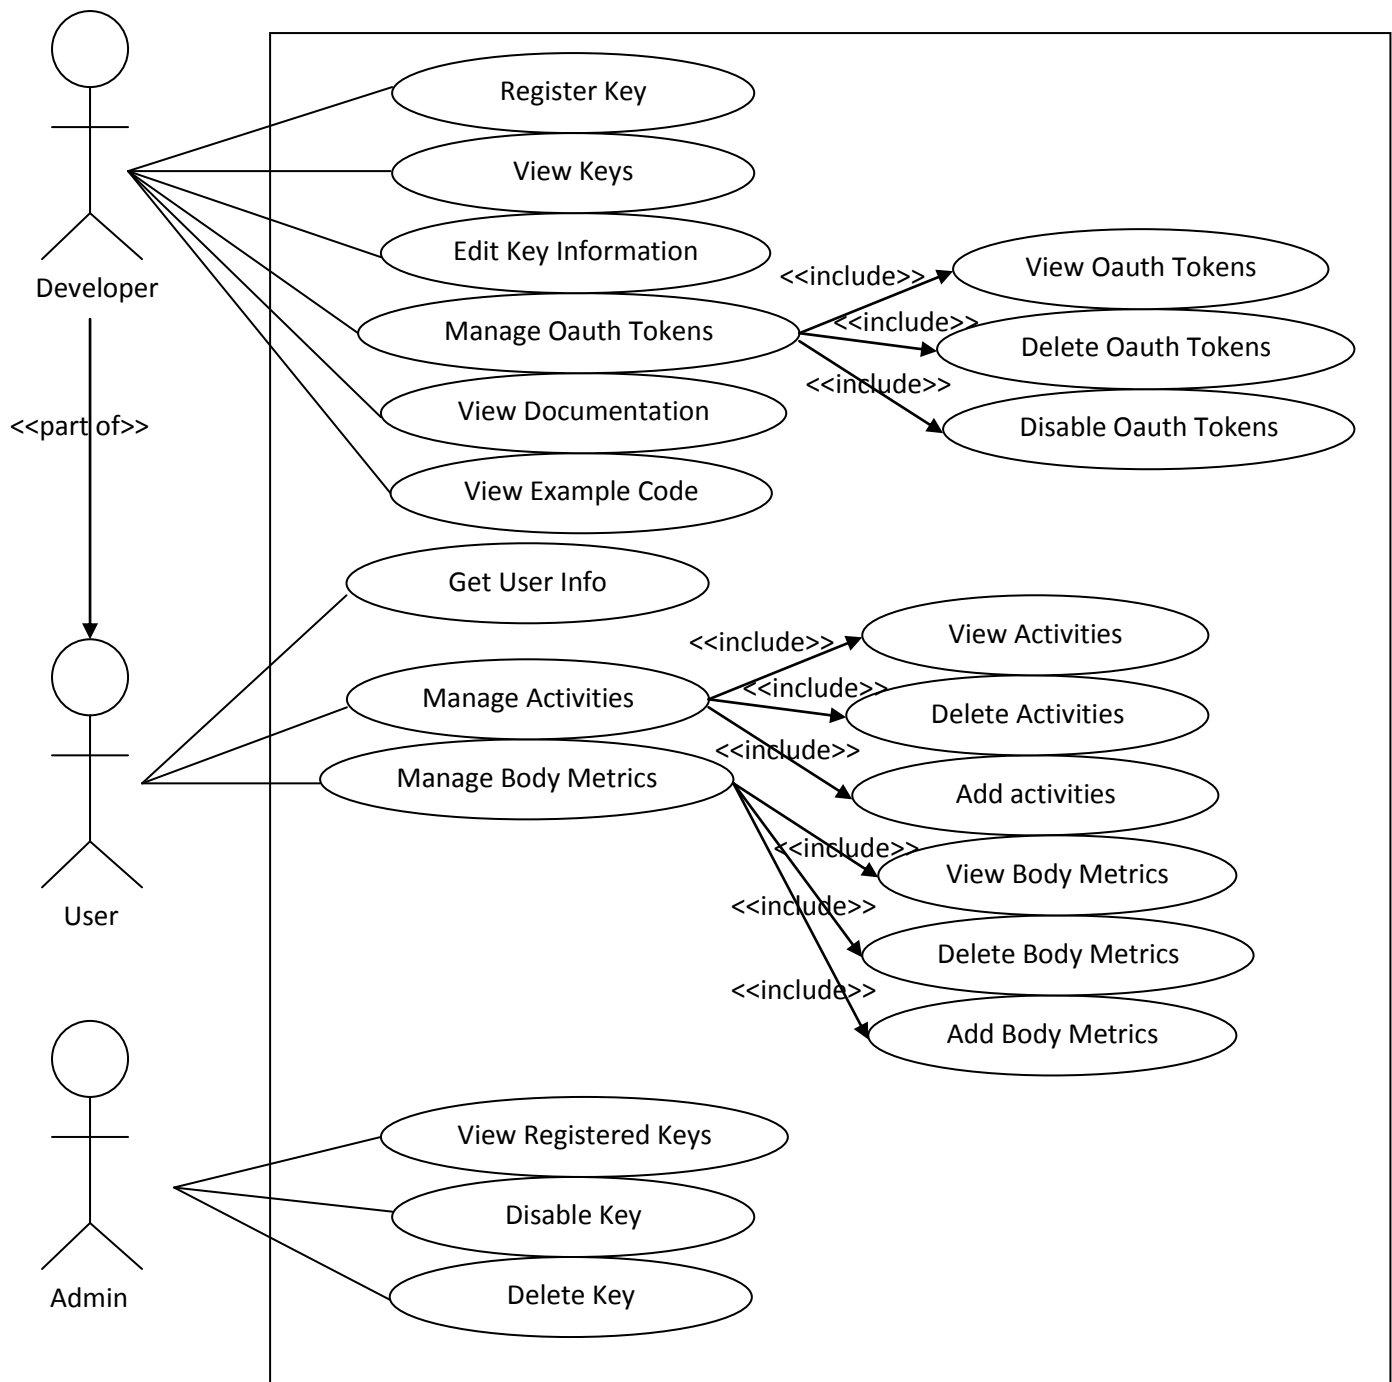 Register Key
View Keys
Edit Key Information
Manage Oauth Tokens
View Documentation
View Example Code
Developer
<<include>>
<<include>>
<<include>>
View Oauth Tokens
Delete Oauth Tokens
Disable Oauth Tokens
<<part of>>
Get User Info
Manage Activities
Manage Body Metrics
User
<<include>>
<<include>>
<<include>>
View Activities
Delete Activities
Add activities
<<include>>
<<include>>
<<include>>
View Body Metrics
Delete Body Metrics
Add Body Metrics
View Registered Keys
Disable Key
Delete Key
Admin